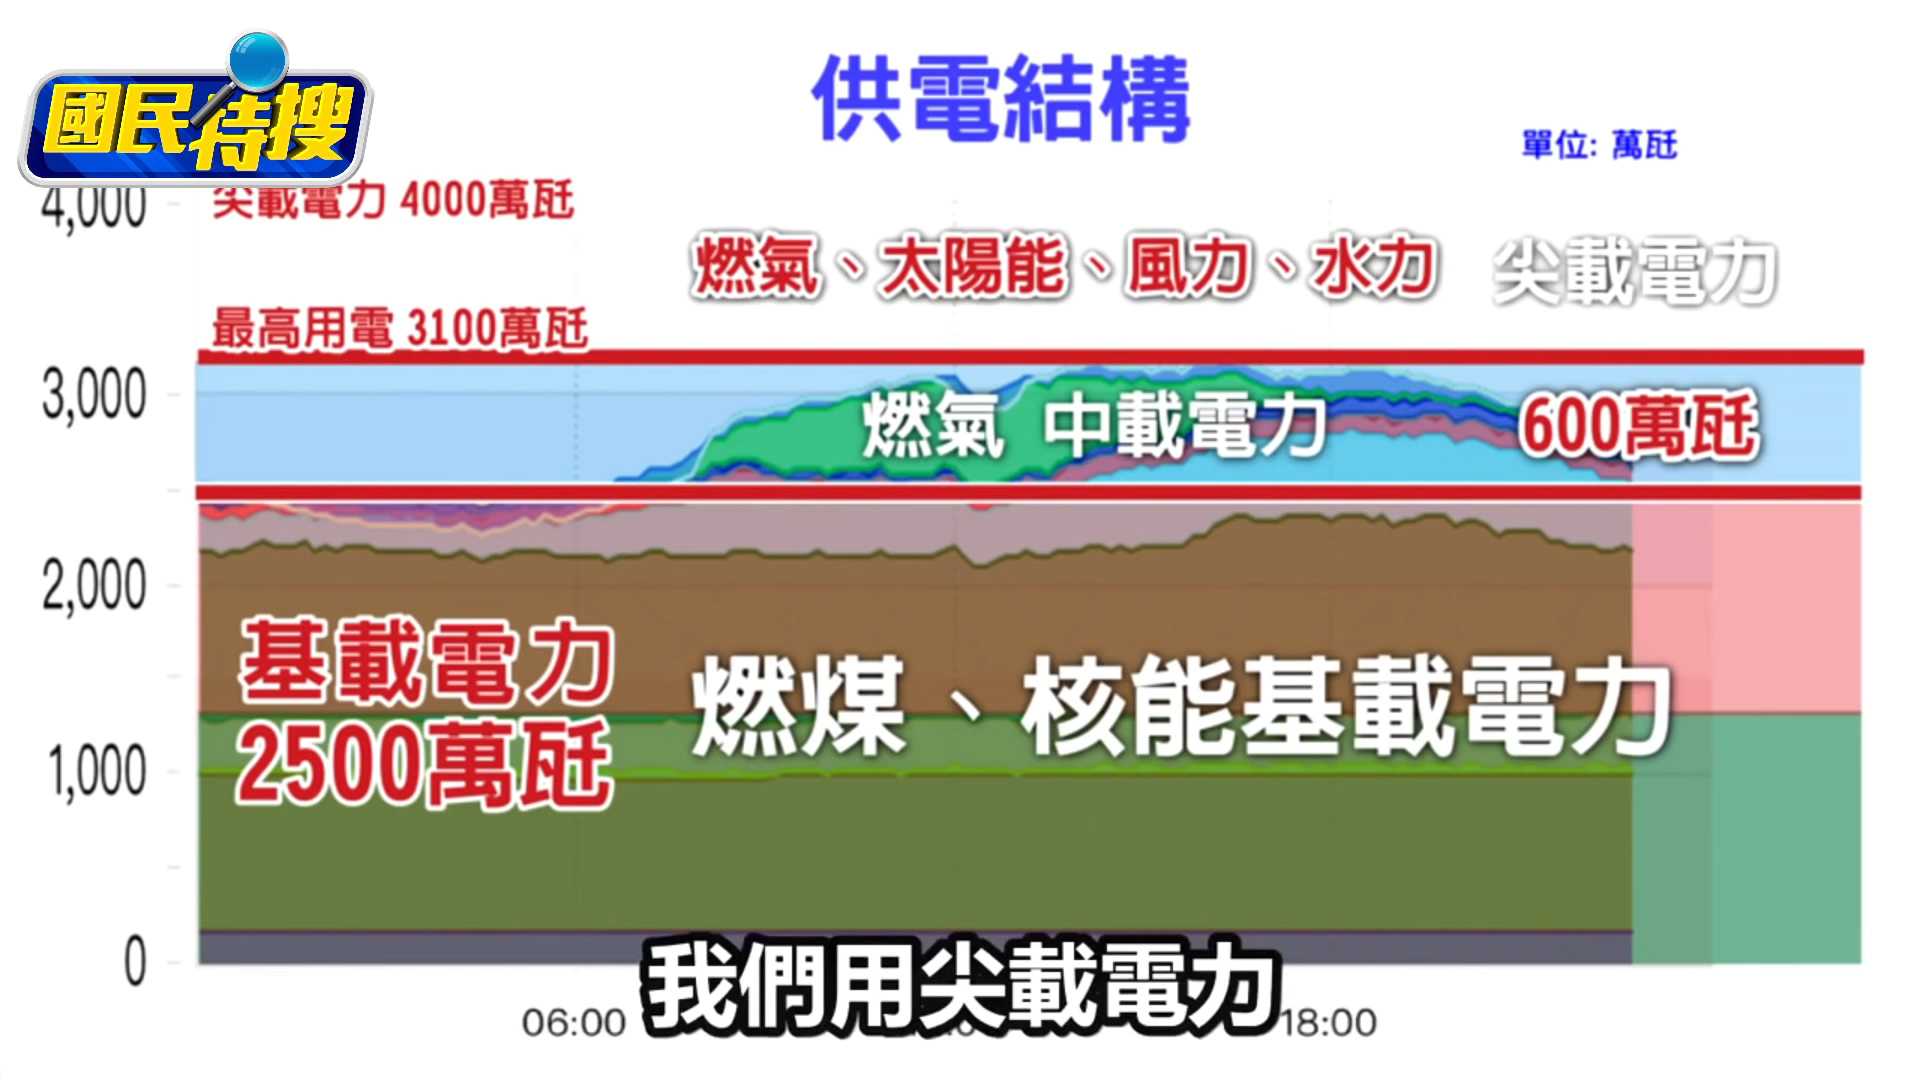 國民特搜
供電結構
單位: 萬瓩
4,000
尖載電力 4000萬瓩
燃氣、太陽能、風力、水力 尖載電力
最高用電 3100萬瓩
3,000
燃氣 中載電力
600萬瓩
2,000
基載電力
2500萬瓩
燃煤、核能基載電力
1,000
0
我們用尖載電力
06:00
18:00